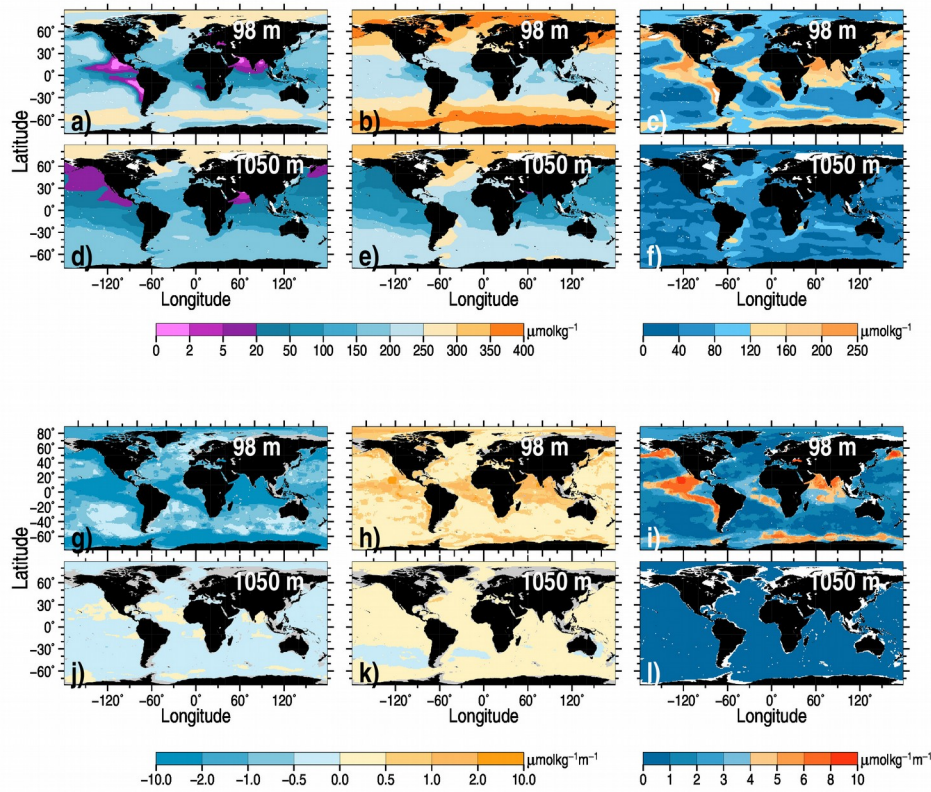 98 m 98 m 98 m
60° 30° 0° −30° −60°
a) b) c)
Latitude
1050 m 1050 m 1050 m
60° 30° 0° −30° −60°
d) e) f)
−120° −60° 0° 60° 120° −120° −60° 0° 60° 120° −120° −60° 0° 60° 120°
Longitude Longitude Longitude
μmolkg⁻¹ μmolkg⁻¹
0 2 5 20 50 100 150 200 250 300 350 400 0 40 80 120 160 200 250
98 m 98 m 98 m
80° 60° 40° 20° 0° −20° −40° −60°
g) h) i)
Latitude
1050 m 1050 m 1050 m
60° 30° 0° −30° −60°
j) k) l)
−120° −60° 0° 60° 120° −120° −60° 0° 60° 120° −120° −60° 0° 60° 120°
Longitude Longitude Longitude
μmolkg⁻¹m⁻¹ μmolkg⁻¹m⁻¹
−10.0 −2.0 −1.0 −0.5 0.0 0.5 1.0 2.0 10.0 0 1 2 3 4 5 6 8 10